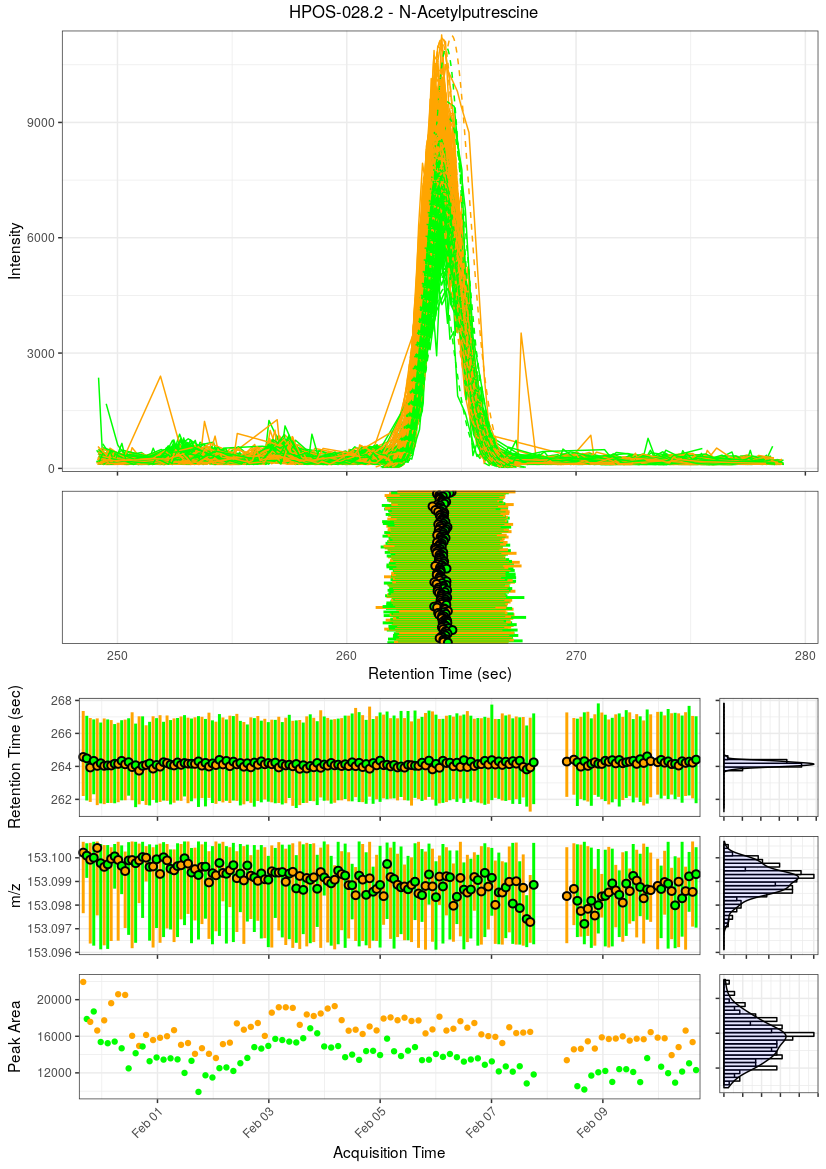 HPOS-028.2 - N-Acetylputrescine
9000
6000
3000
0
Intensity
250 260 270 280
Retention Time (sec)
268
266
264
262
Retention Time (sec)
153.100
153.099
153.098
153.097
153.096
m/z
20000
16000
12000
Peak Area
Feb 01 Feb 03 Feb 05 Feb 07 Feb 09
Acquisition Time